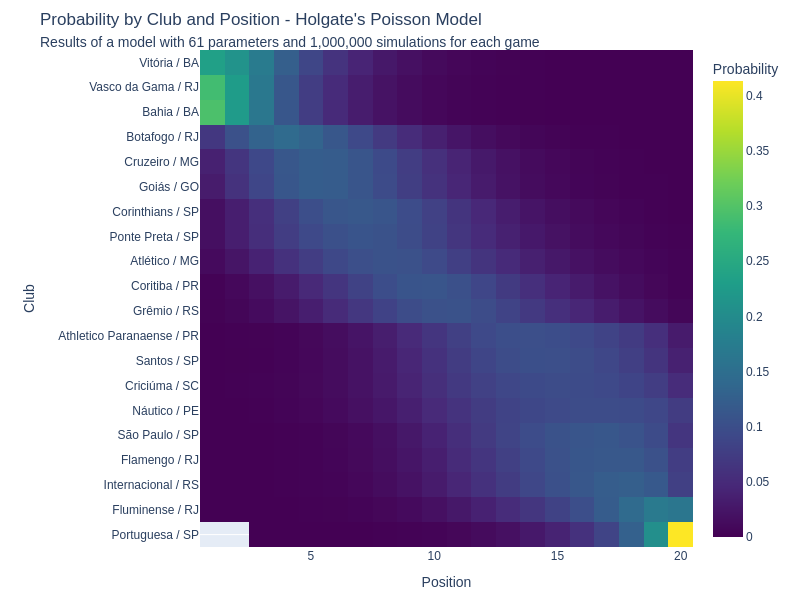 Probability by Club and Position - Holgate's Poisson Model
Results of a model with 61 parameters and 1,000,000 simulations for each game
Probability
Vitória / BA
Vasco da Gama / RJ
Bahia / BA
Botafogo / RJ
Cruzeiro / MG
Goiás / GO
Corinthians / SP
Ponte Preta / SP
Atlético / MG
Coritiba / PR
Grêmio / RS
Athletico Paranaense / PR
Santos / SP
Criciúma / SC
Náutico / PE
São Paulo / SP
Flamengo / RJ
Internacional / RS
Fluminense / RJ
Portuguesa / SP
Club
5
10
15
20
Position
0.4
0.35
0.3
0.25
0.2
0.15
0.1
0.05
0